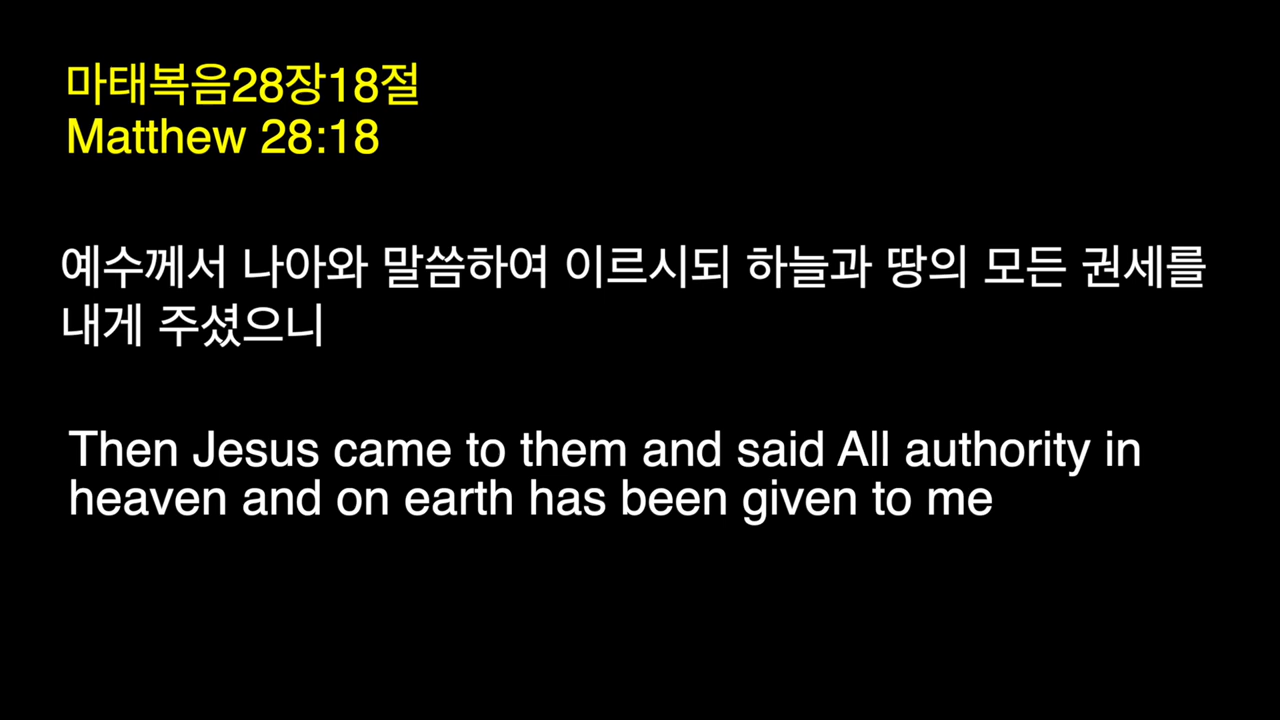 마태복음28장18절
Matthew 28:18
예수께서 나아와 말씀하여 이르시되 하늘과 땅의 모든 권세를
내게 주셨으니
Then Jesus came to them and said All authority in
heaven and on earth has been given to me